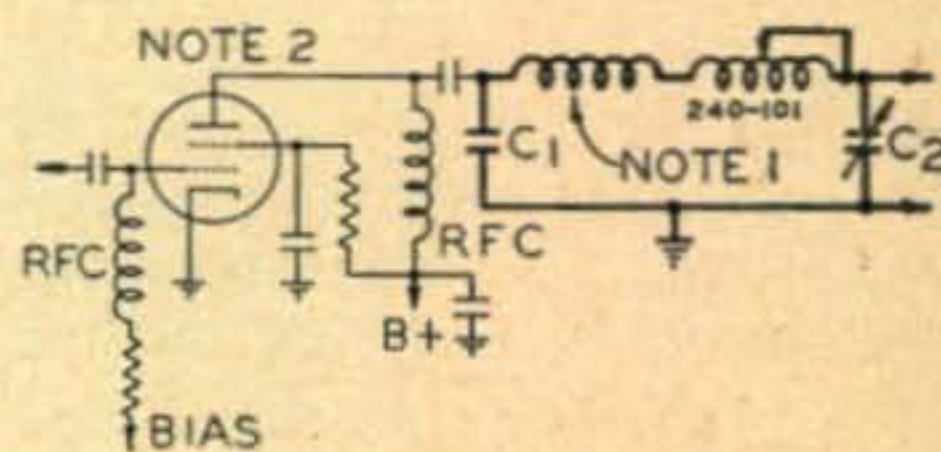 NOTE 2
240-101
C1
NOTE 1
C2
RFC
RFC
B+
BIAS